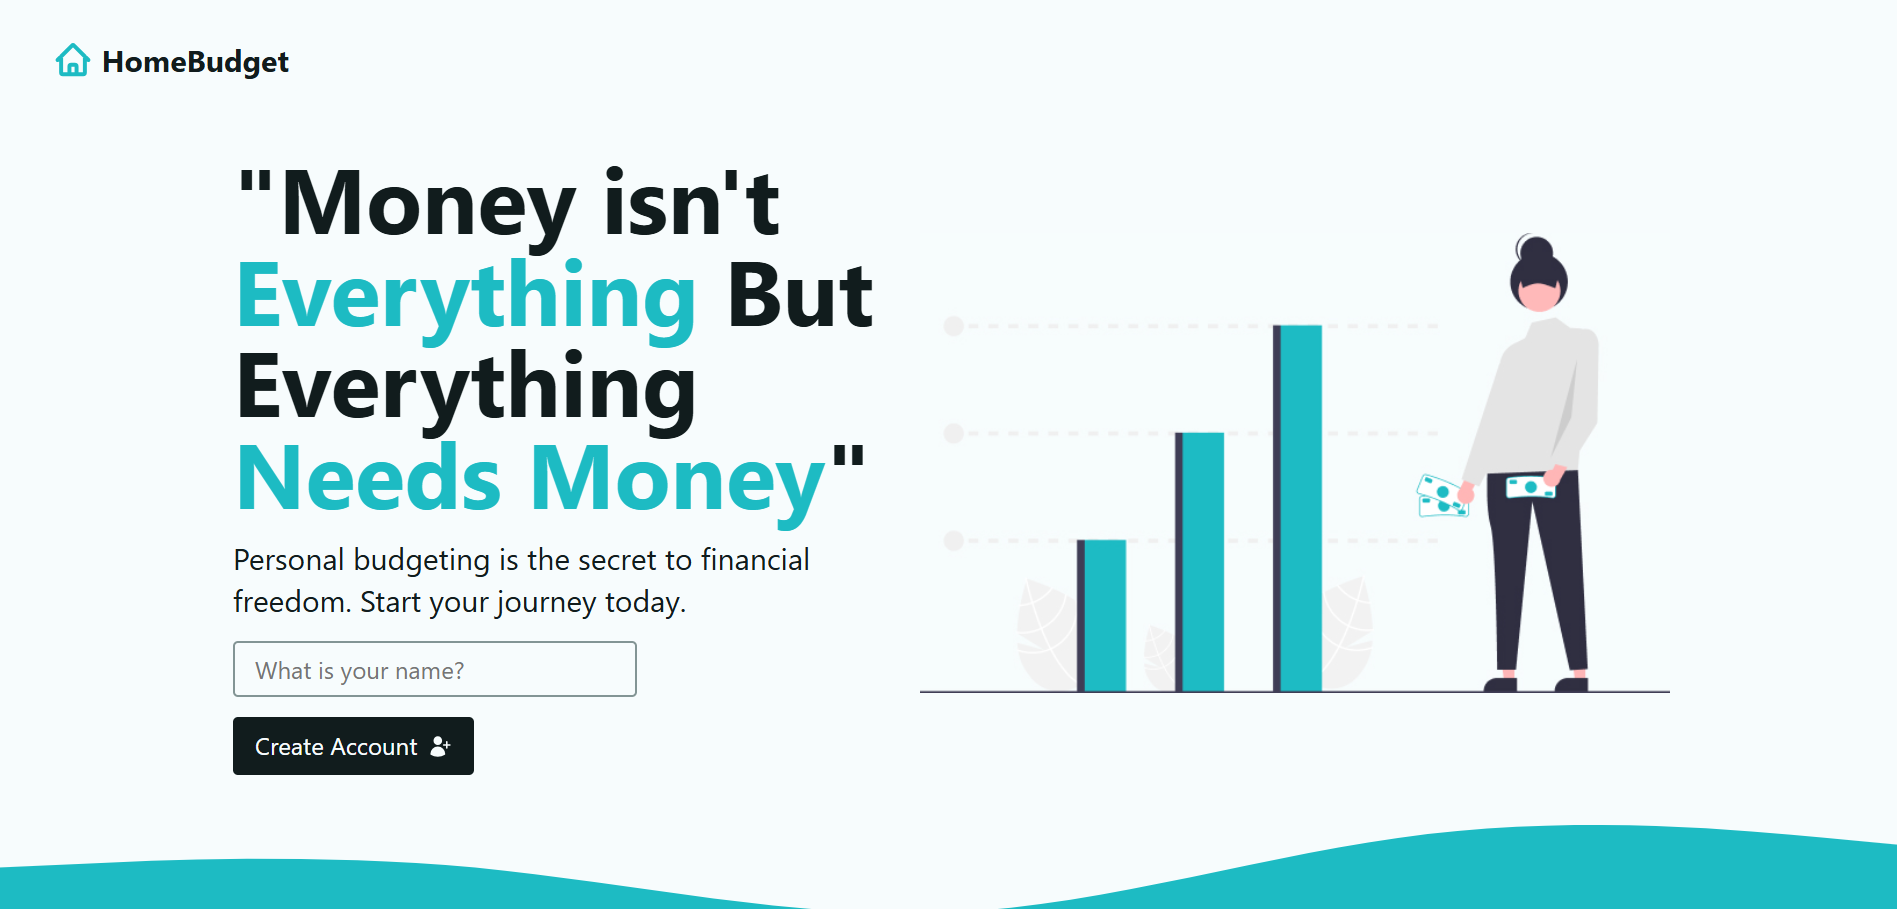 HomeBudget
"Money isn't
Everything But
Everything
Needs Money"
Personal budgeting is the secret to financial
freedom. Start your journey today.
What is your name?
Create Account